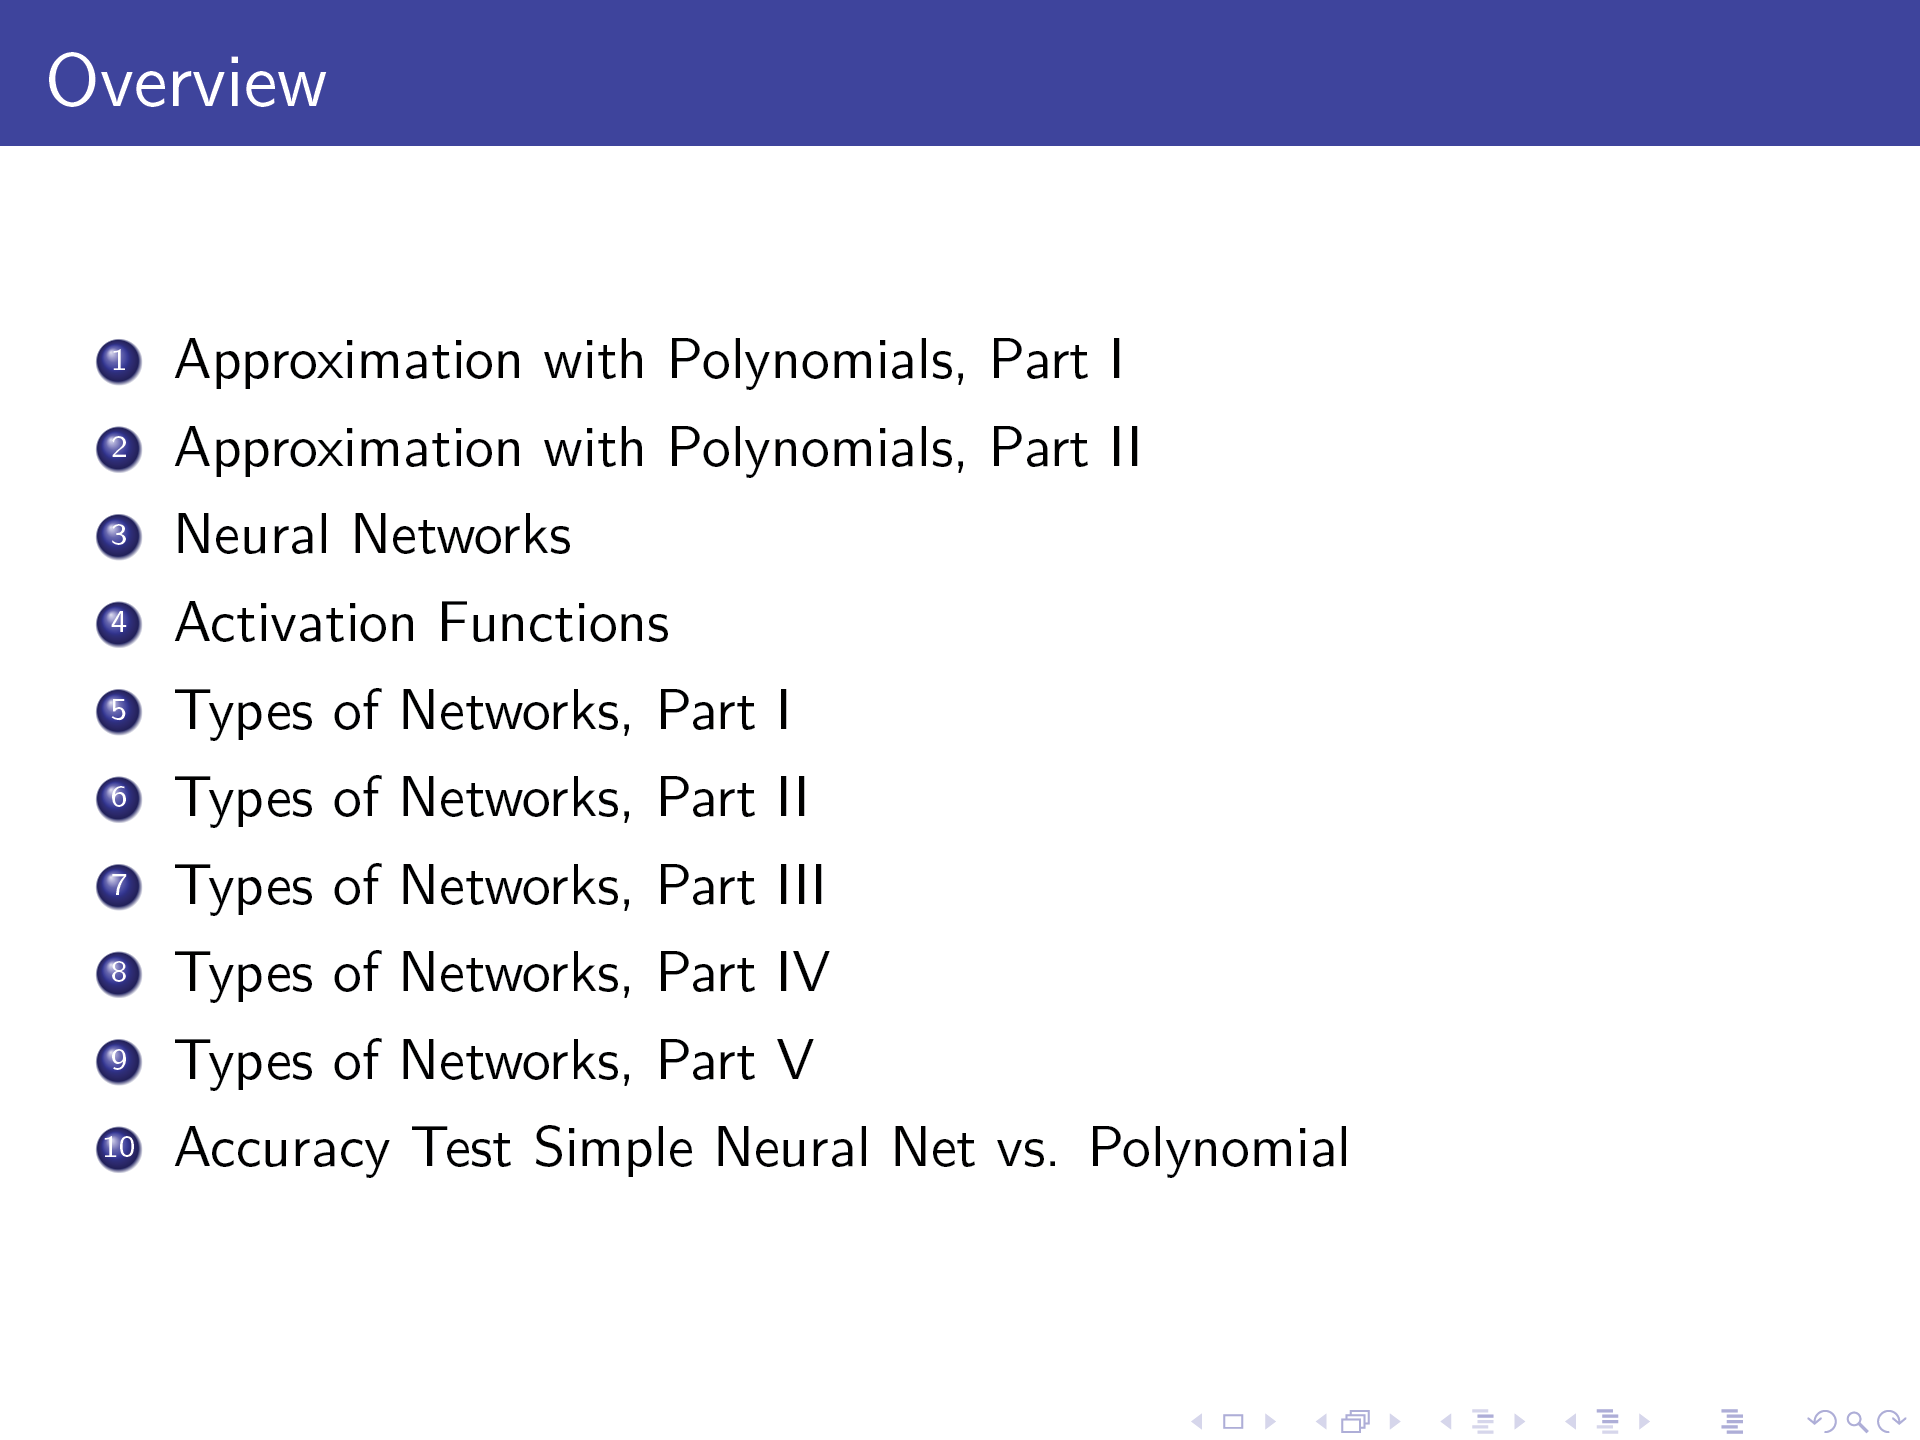 Overview
1 Approximation with Polynomials, Part I
2 Approximation with Polynomials, Part II
3 Neural Networks
4 Activation Functions
5 Types of Networks, Part I
6 Types of Networks, Part II
7 Types of Networks, Part III
8 Types of Networks, Part IV
9 Types of Networks, Part V
10 Accuracy Test Simple Neural Net vs. Polynomial